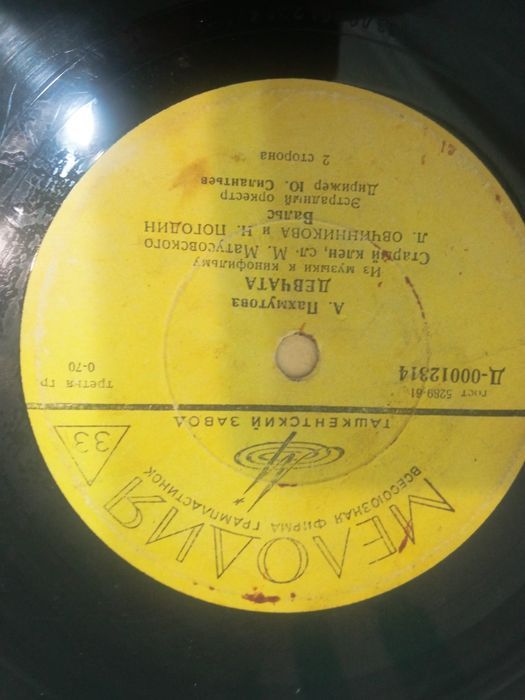 МЕЛОДИЯ
ВСЕСОЮЗНАЯ ФИРМА ГРАМПЛАСТИНОК
33
ТАШКЕНТСКИЙ ЗАВОД
ГОСТ 5289-61
Д-00012314
третья гр
0-70
А. Пахмутова
ДЕВЧАТА
Из музыки к кинофильму
Старый клен, сл. М. Матусовского
Л. ОВЧИННИКОВА и Н. ПОГОДИН
Вальс
Эстрадный оркестр
Дирижер Ю. Силантьев
2 сторона